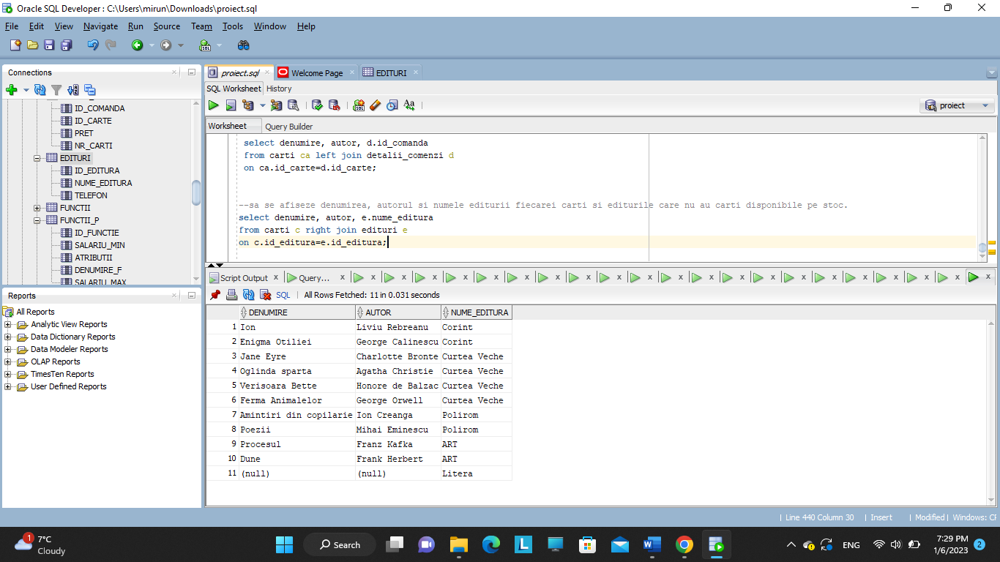 Oracle SQL Developer : C:\Users\mirun\Downloads\proiect.sql
File Edit View Navigate Run Source Team Tools Window Help
Connections
ID_COMANDA
ID_CARTE
PRET
NR_CARTI
EDITURI
ID_EDITURA
NUME_EDITURA
TELEFON
FUNCTII
FUNCTII_P
ID_FUNCTIE
SALARIU_MIN
ATRIBUTII
DENUMIRE_F
SALARIU_MAX
Reports
All Reports
Analytic View Reports
Data Dictionary Reports
Data Modeler Reports
OLAP Reports
TimesTen Reports
User Defined Reports
proiect.sql Welcome Page EDITURI
SQL Worksheet History
proiect
Worksheet Query Builder
select denumire, autor, d.id_comanda
from carti ca left join detalii_comenzi d
on ca.id_carte=d.id_carte;
--sa se afiseze denumirea, autorul si numele editurii fiecarei carti si editurile care nu au carti disponibile pe stoc.
select denumire, autor, e.nume_editura
from carti c right join edituri e
on c.id_editura=e.id_editura;
Script Output x Query... x
SQL | All Rows Fetched: 11 in 0.031 seconds
DENUMIRE AUTOR NUME_EDITURA
1 Ion Liviu Rebreanu Corint
2 Enigma Otiliei George Calinescu Corint
3 Jane Eyre Charlotte Bronte Curtea Veche
4 Oglinda sparta Agatha Christie Curtea Veche
5 Verisoara Bette Honore de Balzac Curtea Veche
6 Ferma Animalelor George Orwell Curtea Veche
7 Amintiri din copilarie Ion Creanga Polirom
8 Poezii Mihai Eminescu Polirom
9 Procesul Franz Kafka ART
10 Dune Frank Herbert ART
11 (null) (null) Litera
| Line 440 Column 30 | Insert | Modified | Windows: CF
1
7°C
Cloudy
Search
ENG
7:29 PM
1/6/2023
2